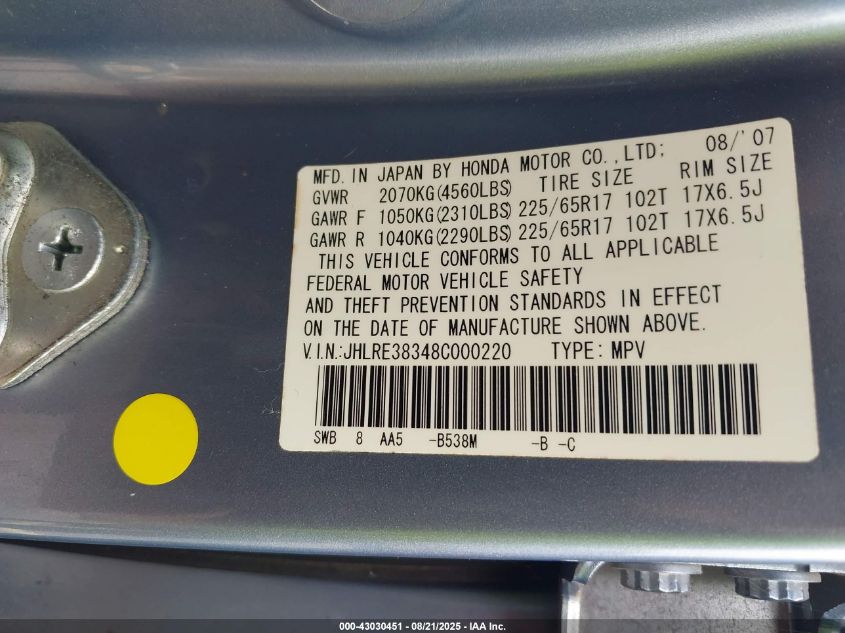 MFD. IN JAPAN BY HONDA MOTOR CO.,LTD; 08/'07
GVWR 2070KG(4560LBS) TIRE SIZE RIM SIZE
GAWR F 1050KG(2310LBS) 225/65R17 102T 17X6.5J
GAWR R 1040KG(2290LBS) 225/65R17 102T 17X6.5J
THIS VEHICLE CONFORMS TO ALL APPLICABLE
FEDERAL MOTOR VEHICLE SAFETY
AND THEFT PREVENTION STANDARDS IN EFFECT
ON THE DATE OF MANUFACTURE SHOWN ABOVE.
V.I.N.:JHLRE38348C000220 TYPE: MPV
SWB 8 AA5 -B538M -B -C
000-43030451 - 08/21/2025 - IAA Inc.